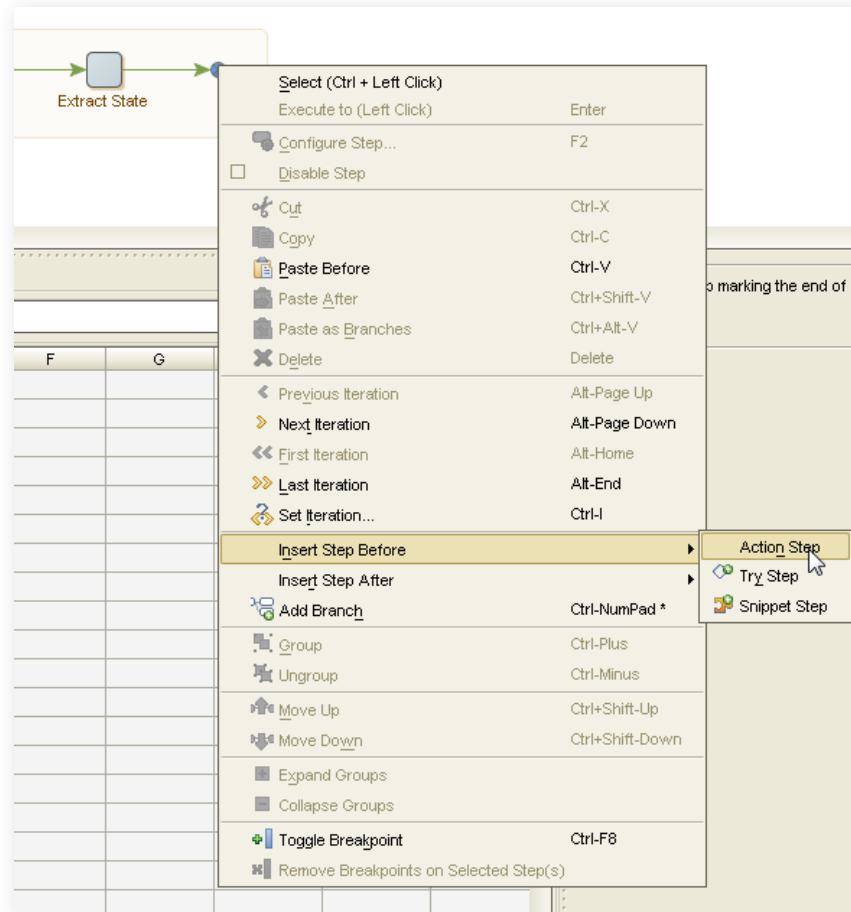 Extract State
Select (Ctrl + Left Click)
Execute to (Left Click) Enter
Configure Step... F2
Disable Step
Cut Ctrl-X
Copy Ctrl-C
Paste Before Ctrl-V
Paste After Ctrl+Shift-V
Paste as Branches Ctrl+Alt-V
Delete Delete
Previous Iteration Alt-Page Up
Next Iteration Alt-Page Down
First Iteration Alt-Home
Last Iteration Alt-End
Set Iteration... Ctrl-I
Insert Step Before
Insert Step After
Add Branch Ctrl-NumPad *
Group Ctrl-Plus
Ungroup Ctrl-Minus
Move Up Ctrl+Shift-Up
Move Down Ctrl+Shift-Down
Expand Groups
Collapse Groups
Toggle Breakpoint Ctrl-F8
Remove Breakpoints on Selected Step(s)
Action Step
Try Step
Snippet Step
marking the end of
F G